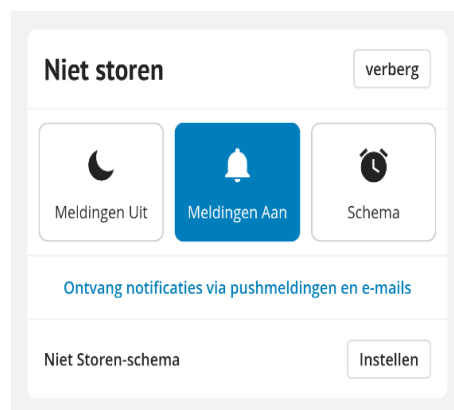 Niet storen
verberg
Meldingen Uit
Meldingen Aan
Schema
Ontvang notificaties via pushmeldingen en e-mails
Niet Storen-schema
Instellen